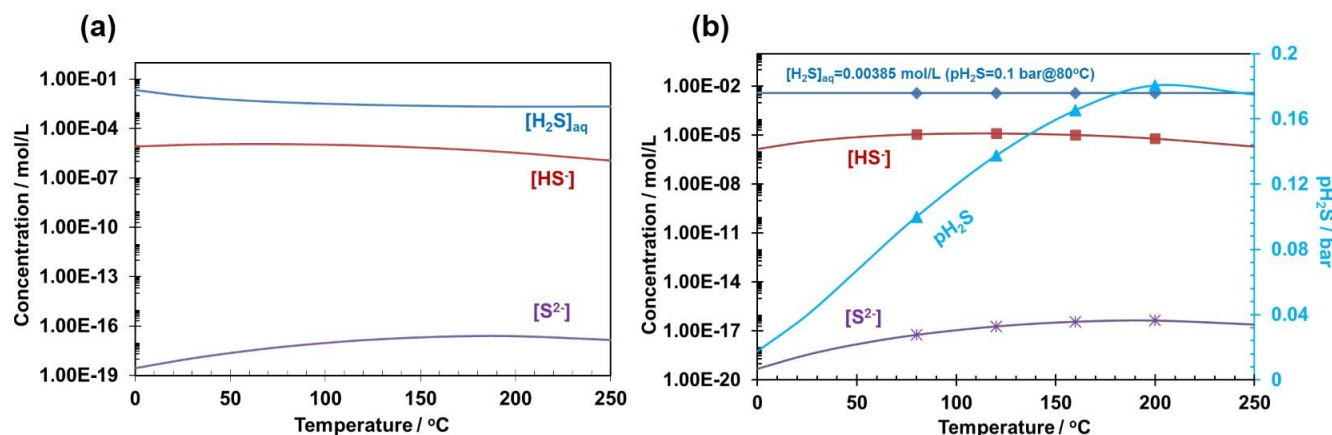 (a)
1.00E-01
1.00E-04
1.00E-07
1.00E-10
1.00E-13
1.00E-16
1.00E-19
Concentration / mol/L
[H₂S]aq
[HS⁻]
[S²⁻]
0 50 100 150 200 250
Temperature / °C
(b)
1.00E-02
1.00E-05
1.00E-08
1.00E-11
1.00E-14
1.00E-17
1.00E-20
Concentration / mol/L
[H₂S]aq=0.00385 mol/L (pH₂S=0.1 bar@80°C)
[HS⁻]
pH₂S
[S²⁻]
0 50 100 150 200 250
Temperature / °C
0.2
0.16
0.12
0.08
0.04
0
pH₂S / bar